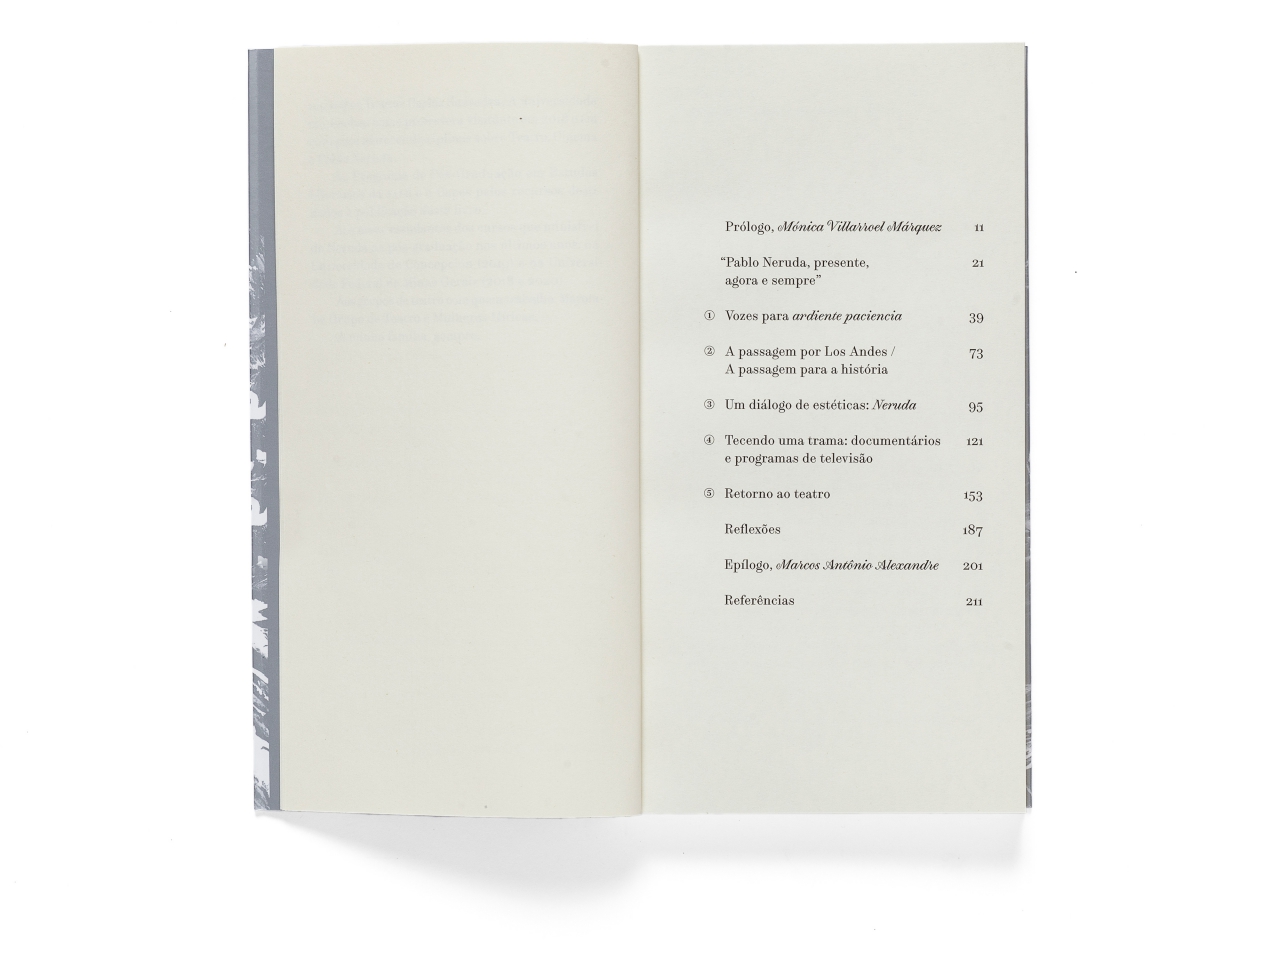 Prólogo, Mónica Villarroel Márquez 11
“Pablo Neruda, presente, 21
agora e sempre”
① Vozes para ardiente paciencia 39
② A passagem por Los Andes / 73
A passagem para a história
③ Um diálogo de estéticas: Neruda 95
④ Tecendo uma trama: documentários 121
e programas de televisão
⑤ Retorno ao teatro 153
Reflexões 187
Epílogo, Marcos Antônio Alexandre 201
Referências 211